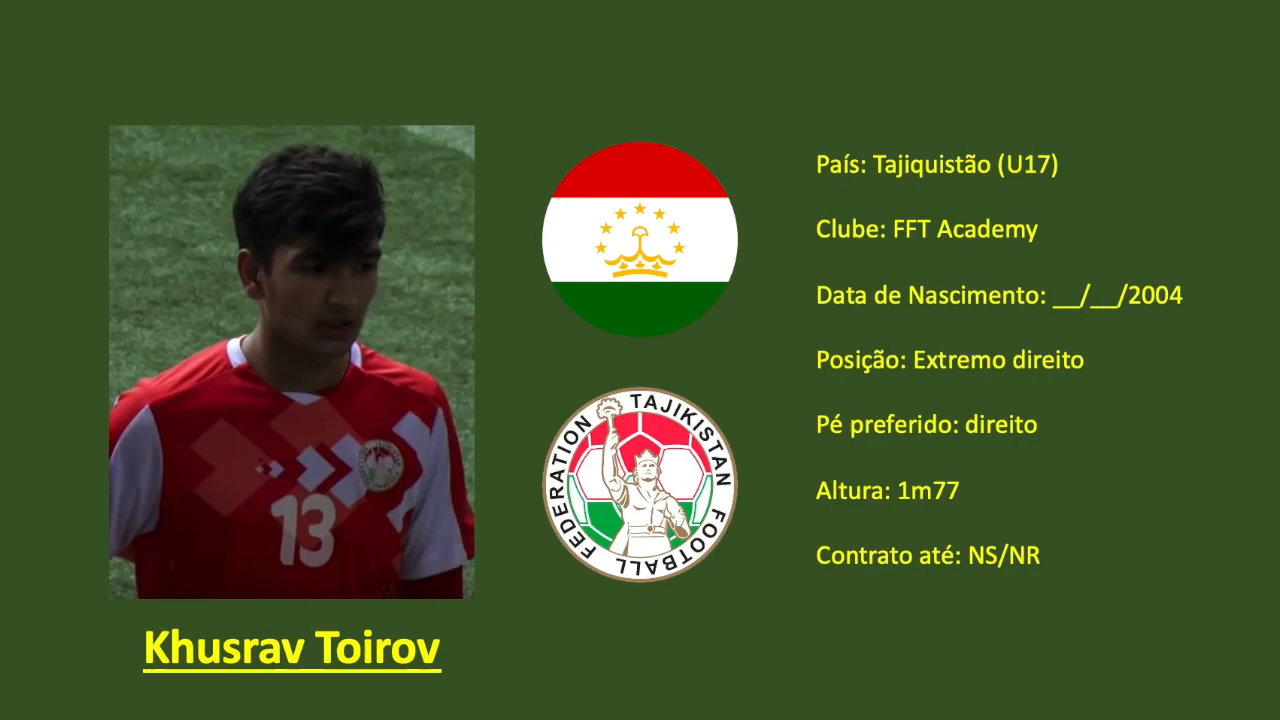 País: Tajiquistão (U17)
Clube: FFT Academy
Data de Nascimento: __/__/2004
Posição: Extremo direito
Pé preferido: direito
Altura: 1m77
Contrato até: NS/NR
TAJIKISTAN FOOTBALL FEDERATION
13
Khusrav Toirov